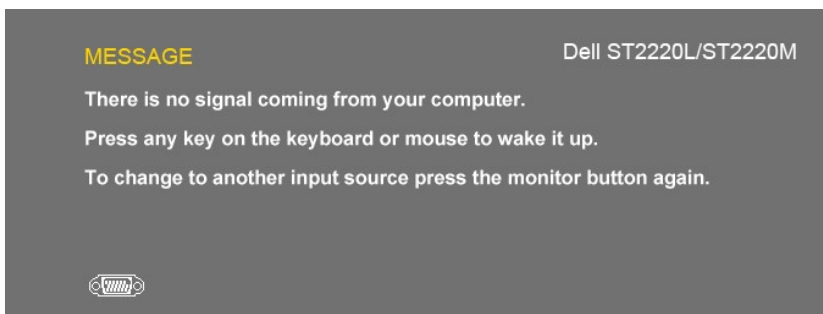 MESSAGE
Dell ST2220L/ST2220M
There is no signal coming from your computer.
Press any key on the keyboard or mouse to wake it up.
To change to another input source press the monitor button again.